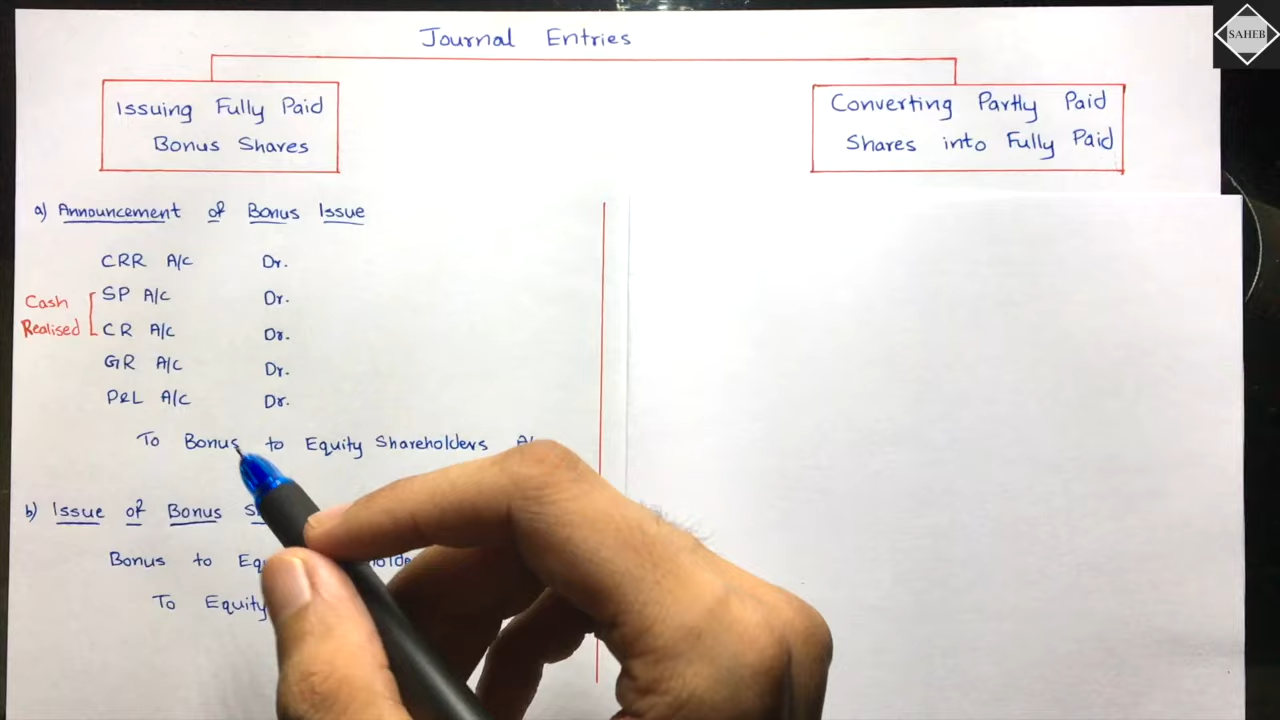 Journal Entries
SAHEB
Issuing Fully Paid
Bonus Shares
Converting Partly Paid
Shares into Fully Paid
a) Announcement of Bonus Issue
CRR A/c Dr.
Cash
Realised
SP A/c Dr.
CR A/c Dr.
GR A/c Dr.
P&L A/c Dr.
To Bonus to Equity Shareholders
b) Issue of Bonus
Bonus to
To Equity